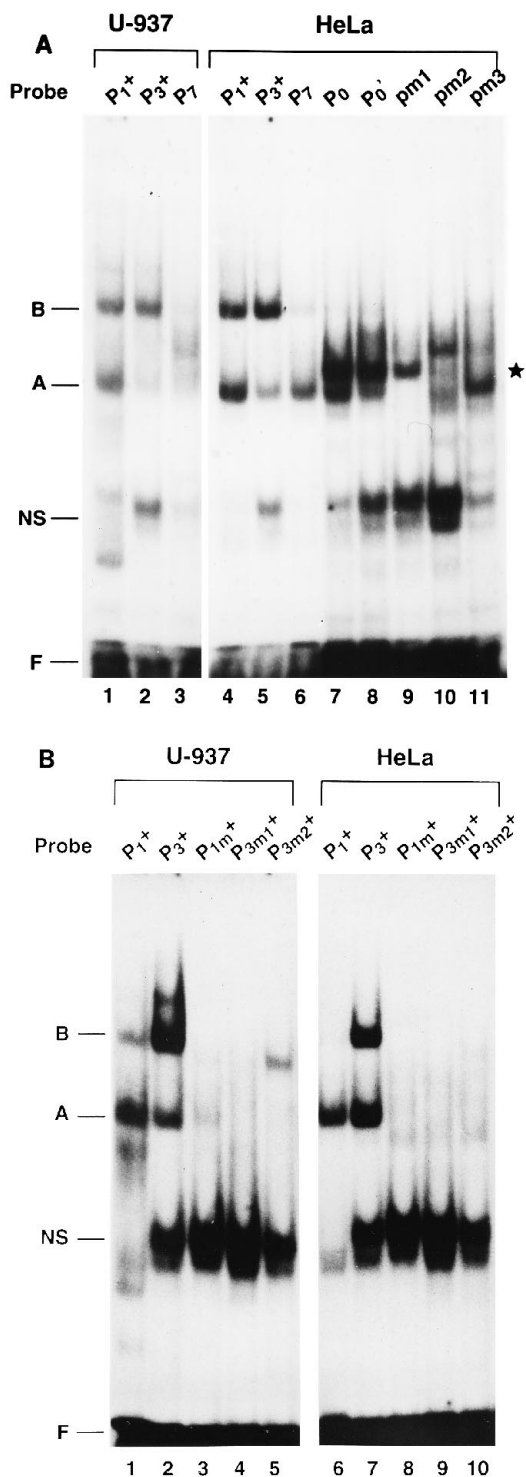 A
U-937 HeLa
Probe P1+ P3+ P7 P1+ P3+ P7 P0 P0' pm1 pm2 pm3
B
A
★
NS
F
1 2 3 4 5 6 7 8 9 10 11
B
U-937 HeLa
Probe P1+ P3+ P1m+ P3m1+ P3m2+ P1+ P3+ P1m+ P3m1+ P3m2+
B
A
NS
F
1 2 3 4 5 6 7 8 9 10